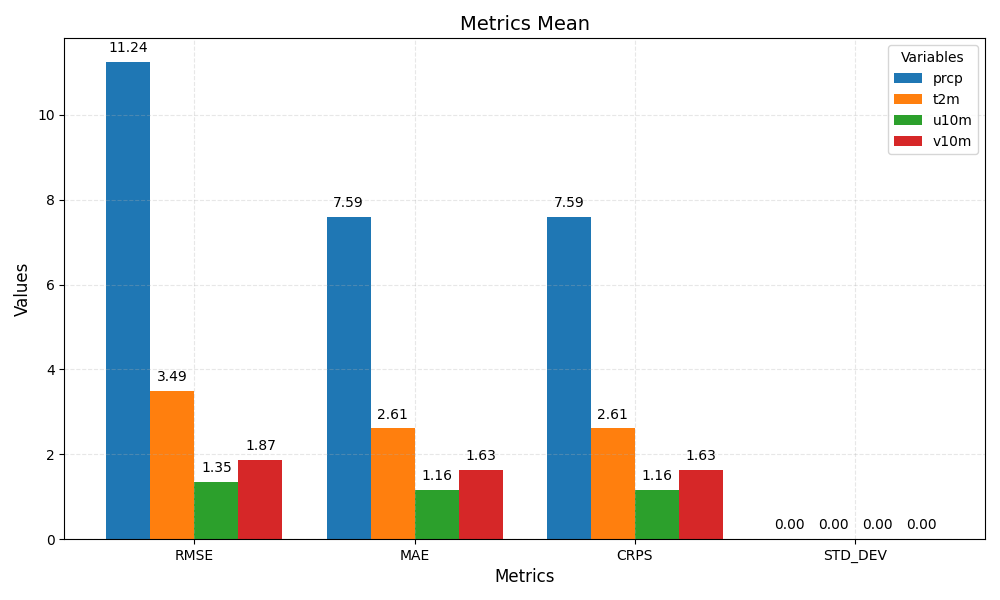 Metrics Mean
Variables
prcp
t2m
u10m
v10m
Values
10
8
6
4
2
0
11.24
3.49
1.35
1.87
7.59
2.61
1.16
1.63
7.59
2.61
1.16
1.63
0.00
0.00
0.00
0.00
RMSE
MAE
CRPS
STD_DEV
Metrics